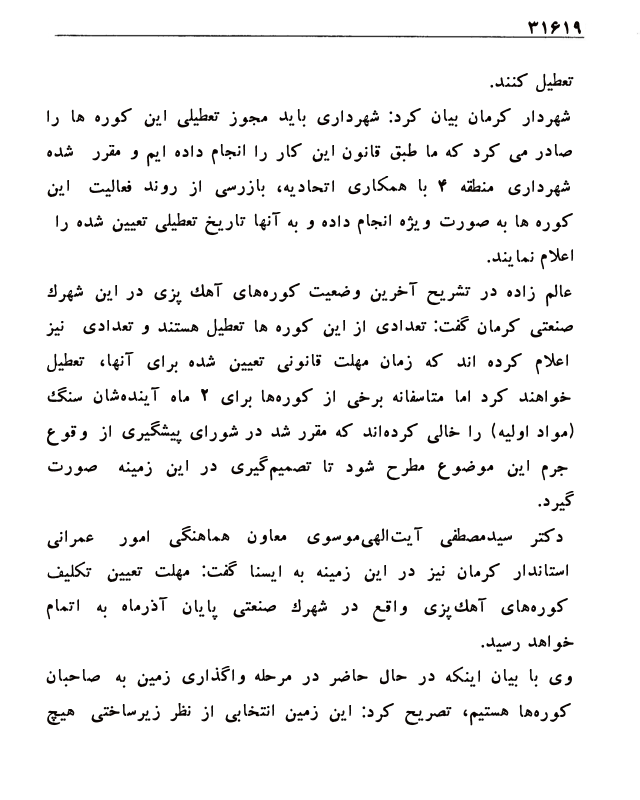 ۳۱۶۱۹
تعطیل کنند.
شهردار کرمان بیان کرد: شهرداری باید مجوز تعطیلی این کوره ها را
صادر می کرد که ما طبق قانون این کار را انجام داده ایم و مقرر شده
شهرداری منطقه ۴ با همکاری اتحادیه، بازرسی از روند فعالیت این
کوره ها به صورت ویژه انجام داده و به آنها تاریخ تعطیلی تعیین شده را
اعلام نمایند.
عالم زاده در تشریح آخرین وضعیت کوره‌های آهك پزی در این شهرك
صنعتی کرمان گفت: تعدادی از این کوره ها تعطیل هستند و تعدادی نیز
اعلام کرده اند که زمان مهلت قانونی تعیین شده برای آنها، تعطیل
خواهند کرد اما متاسفانه برخی از کوره‌ها برای ۲ ماه آینده‌شان سنگ
(مواد اولیه) را خالی کرده‌اند که مقرر شد در شورای پیشگیری از وقوع
جرم این موضوع مطرح شود تا تصمیم‌گیری در این زمینه صورت
گیرد.
دکتر سیدمصطفی آیت‌الهی‌موسوی معاون هماهنگی امور عمرانی
استاندار کرمان نیز در این زمینه به ایسنا گفت: مهلت تعیین تکلیف
کوره‌های آهك‌پزی واقع در شهرك صنعتی پایان آذرماه به اتمام
خواهد رسید.
وی با بیان اینکه در حال حاضر در مرحله واگذاری زمین به صاحبان
کوره‌ها هستیم، تصریح کرد: این زمین انتخابی از نظر زیرساختی هیچ